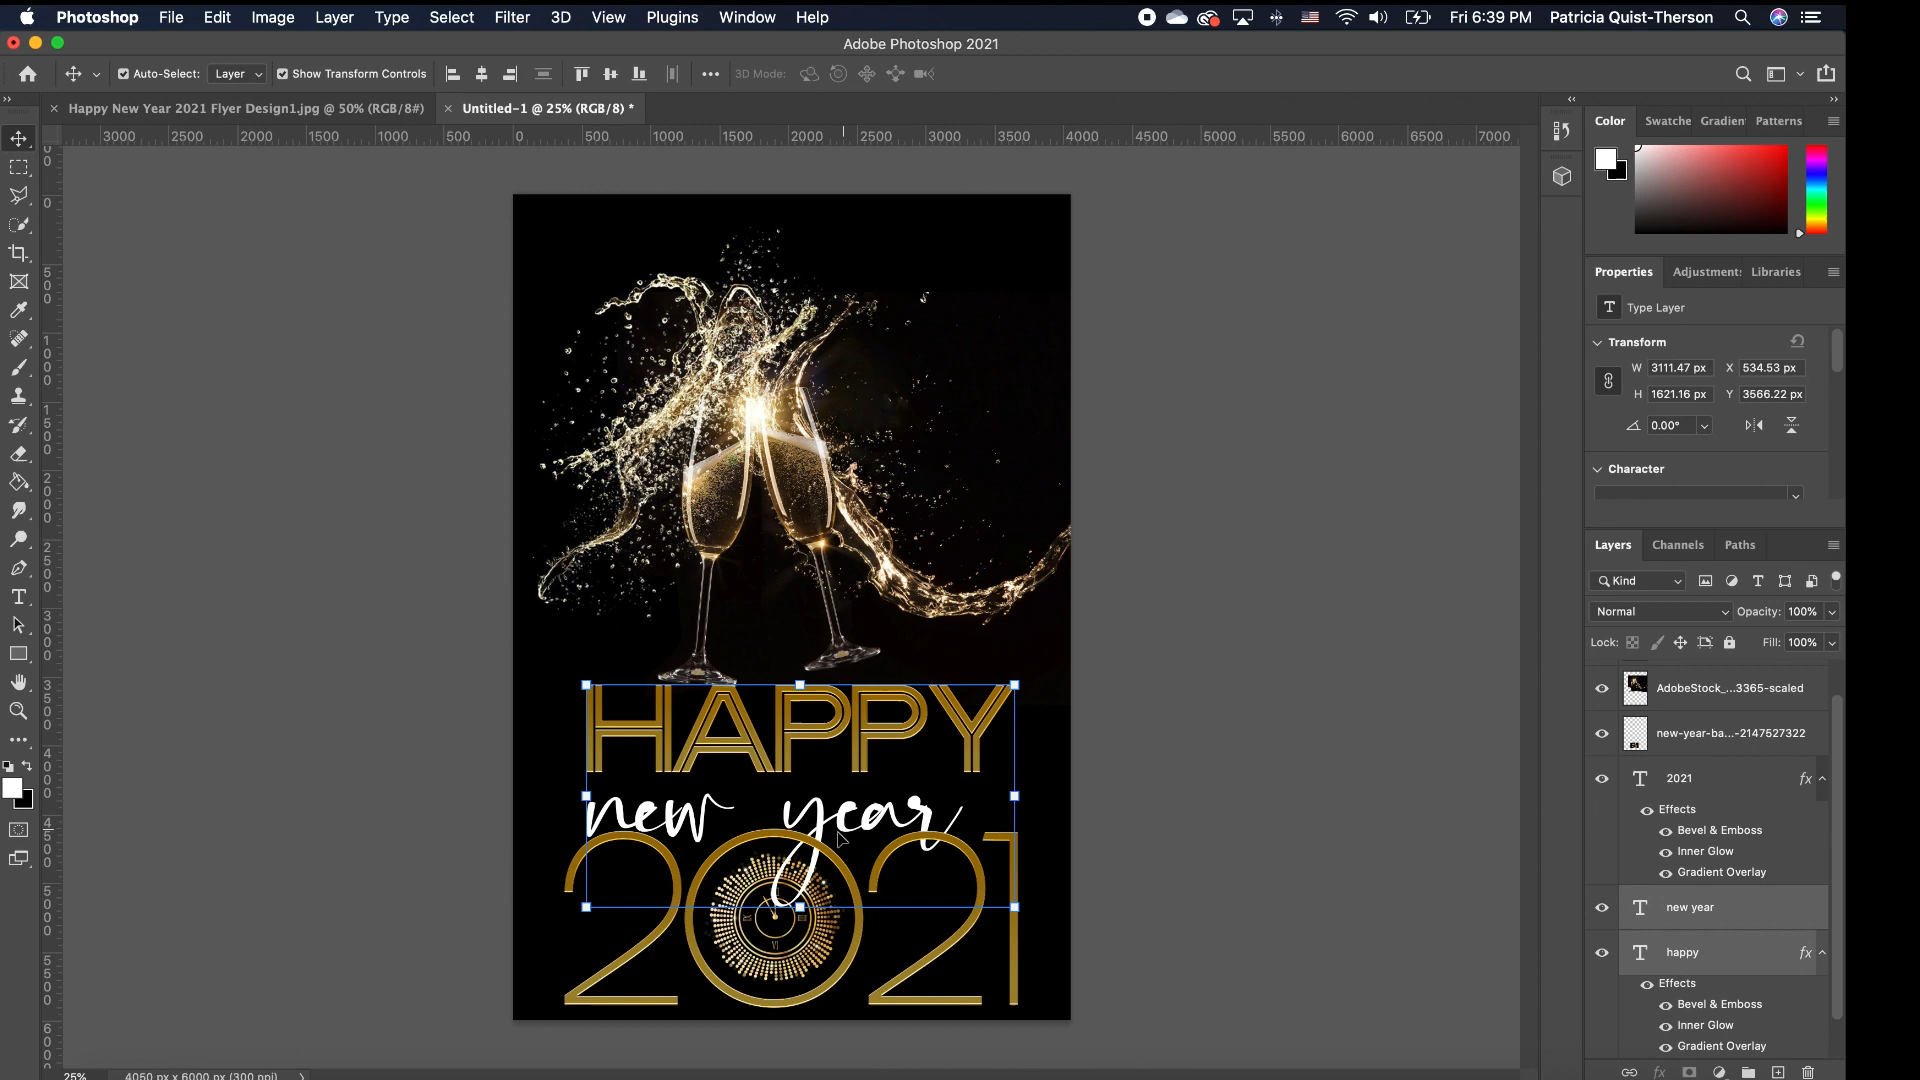 Photoshop File Edit Image Layer Type Select Filter 3D View Plugins Window Help Fri 6:39 PM Patricia Quist-Therson
Adobe Photoshop 2021
Auto-Select: Layer Show Transform Controls 3D Mode:
Happy New Year 2021 Flyer Design1.jpg @ 50% (RGB/8#) Untitled-1 @ 25% (RGB/8) *
3000 2500 2000 1500 1000 500 0 500 1000 1500 2000 2500 3000 3500 4000 4500 5000 5500 6000 6500 7000
Color Swatche Gradien Patterns
Properties Adjustment Libraries
Type Layer
Transform
W 3111.47 px X 534.53 px
H 1621.16 px Y 3566.22 px
0.00°
Character
Layers Channels Paths
Kind
Normal Opacity: 100%
Lock: Fill: 100%
AdobeStock_...3365-scaled
new-year-ba...-2147527322
2021
Effects
Bevel & Emboss
Inner Glow
Gradient Overlay
new year
happy
Effects
Bevel & Emboss
Inner Glow
Gradient Overlay
HAPPY
new year
2021
25% 4050 px x 6000 px (300 ppi)